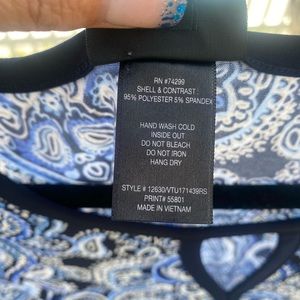 RN #74299
SHELL & CONTRAST:
95% POLYESTER 5% SPANDEX
HAND WASH COLD
INSIDE OUT
DO NOT BLEACH
DO NOT IRON
HANG DRY
STYLE # 12630/VTU171439RS
PRINT# 55801
MADE IN VIETNAM